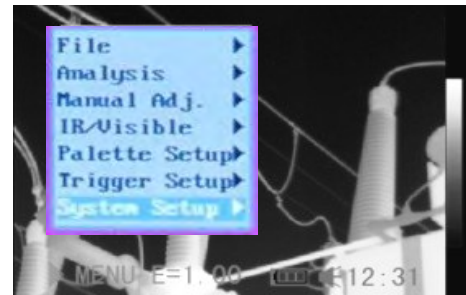 File
Analysis
Manual Adj.
IR/Visible
Palette Setup
Trigger Setup
System Setup
MENU E=1.00 12:31